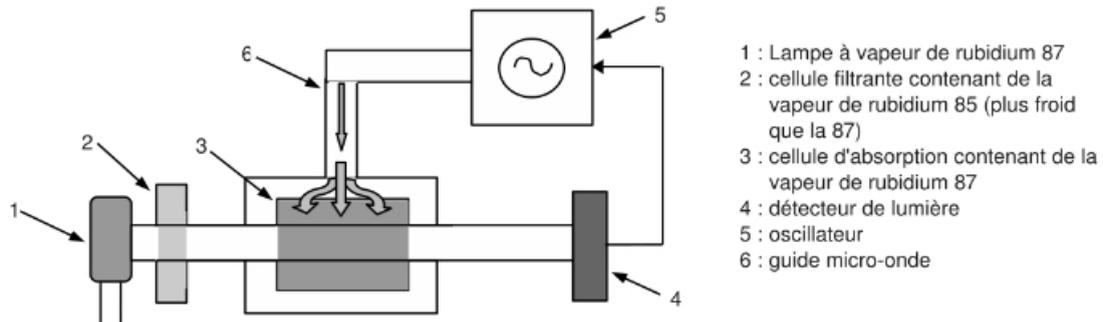 5
6
1 : Lampe à vapeur de rubidium 87
2 : cellule filtrante contenant de la
vapeur de rubidium 85 (plus froid
que la 87)
3 : cellule d'absorption contenant de la
vapeur de rubidium 87
4 : détecteur de lumière
5 : oscillateur
6 : guide micro-onde
2
3
1
4